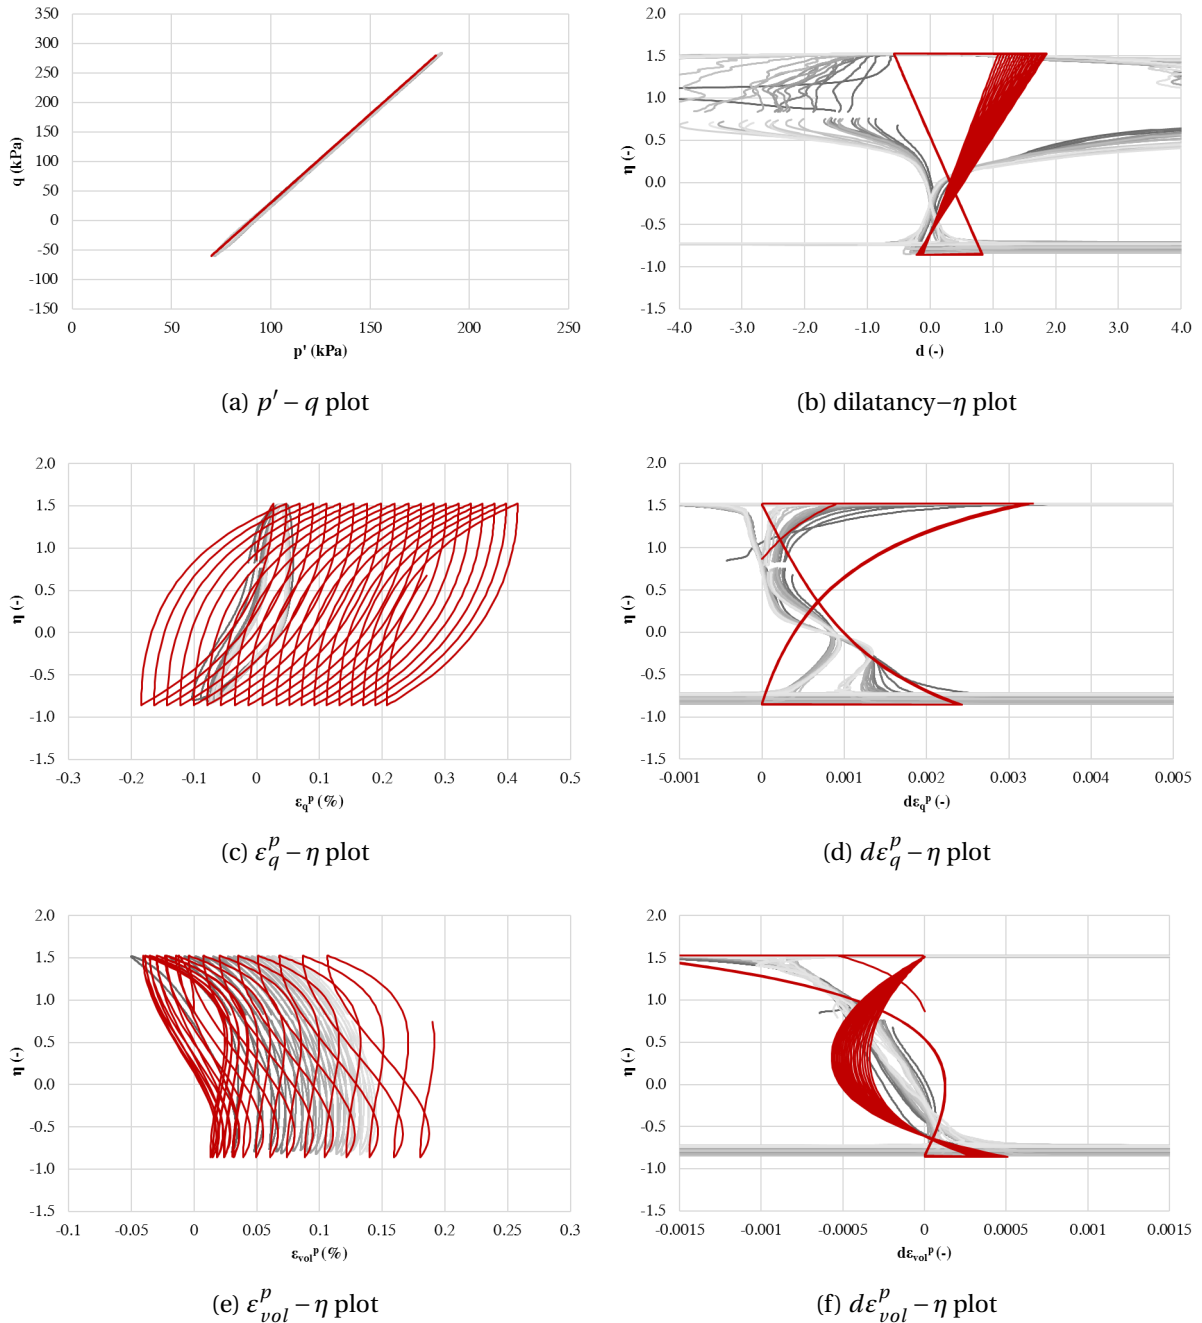 350
300
250
200
150
100
50
0
-50
-100
-150
0 50 100 150 200 250
q (kPa)
p' (kPa)
(a) p′ − q plot
2.0
1.5
1.0
0.5
0.0
-0.5
-1.0
-1.5
-4.0 -3.0 -2.0 -1.0 0.0 1.0 2.0 3.0 4.0
η (-)
d (-)
(b) dilatancy−η plot
2.0
1.5
1.0
0.5
0.0
-0.5
-1.0
-1.5
-0.3 -0.2 -0.1 0 0.1 0.2 0.3 0.4 0.5
η (-)
εqᵖ (%)
(c) ε_q^p − η plot
2.0
1.5
1.0
0.5
0.0
-0.5
-1.0
-1.5
-0.001 0 0.001 0.002 0.003 0.004 0.005
η (-)
dεqᵖ (-)
(d) dε_q^p − η plot
2.0
1.5
1.0
0.5
0.0
-0.5
-1.0
-1.5
-0.1 -0.05 0 0.05 0.1 0.15 0.2 0.25 0.3
η (-)
εvolᵖ (%)
(e) ε_vol^p − η plot
2.0
1.5
1.0
0.5
0.0
-0.5
-1.0
-1.5
-0.0015 -0.001 -0.0005 0 0.0005 0.001 0.0015
η (-)
dεvolᵖ (-)
(f) dε_vol^p − η plot